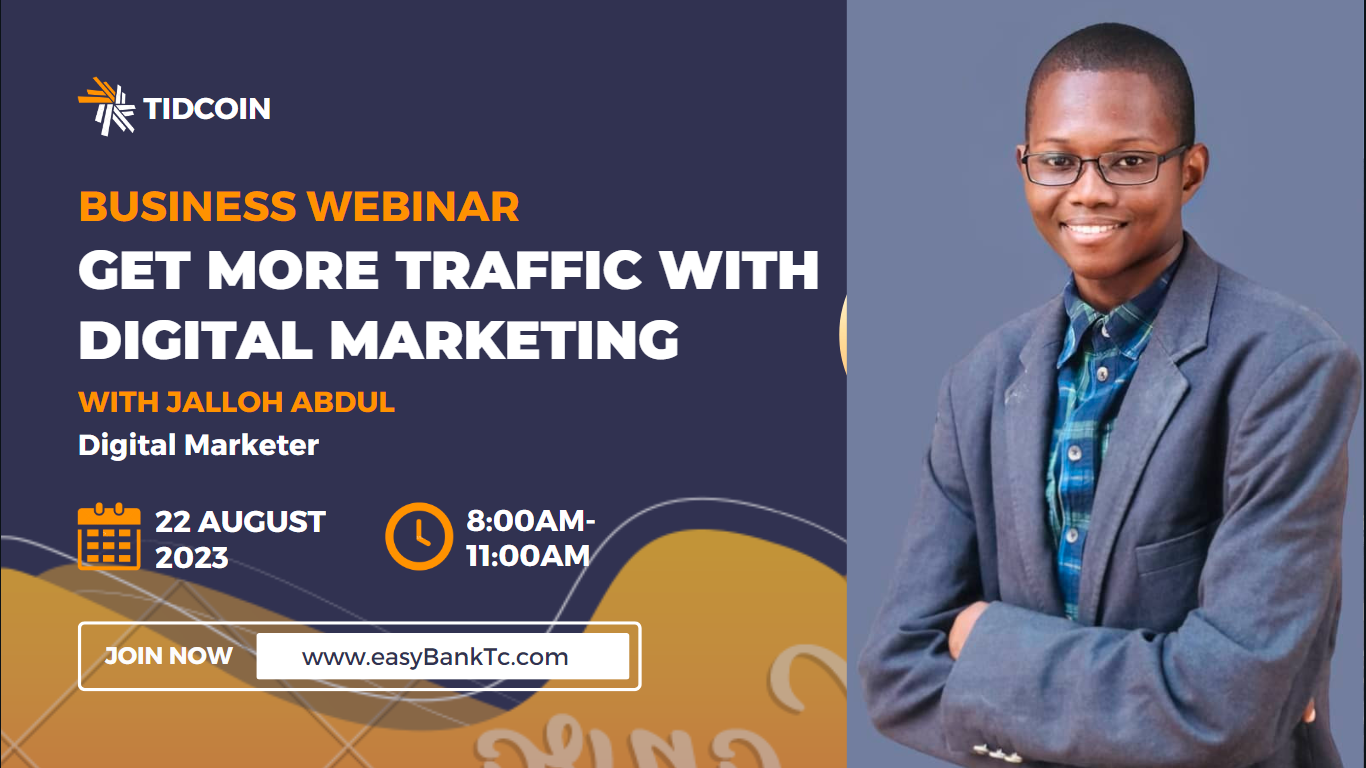 TIDCOIN
BUSINESS WEBINAR
GET MORE TRAFFIC WITH
DIGITAL MARKETING
WITH JALLOH ABDUL
Digital Marketer
22 AUGUST
2023
8:00AM-
11:00AM
JOIN NOW
www.easyBankTc.com